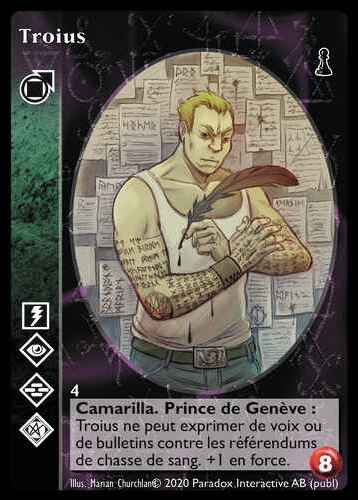 Troius
4
Camarilla. Prince de Genève :
Troius ne peut exprimer de voix ou
de bulletins contre les référendums
de chasse de sang. +1 en force.
8
Illus. Marian Churchland © 2020 Paradox Interactive AB (publ)